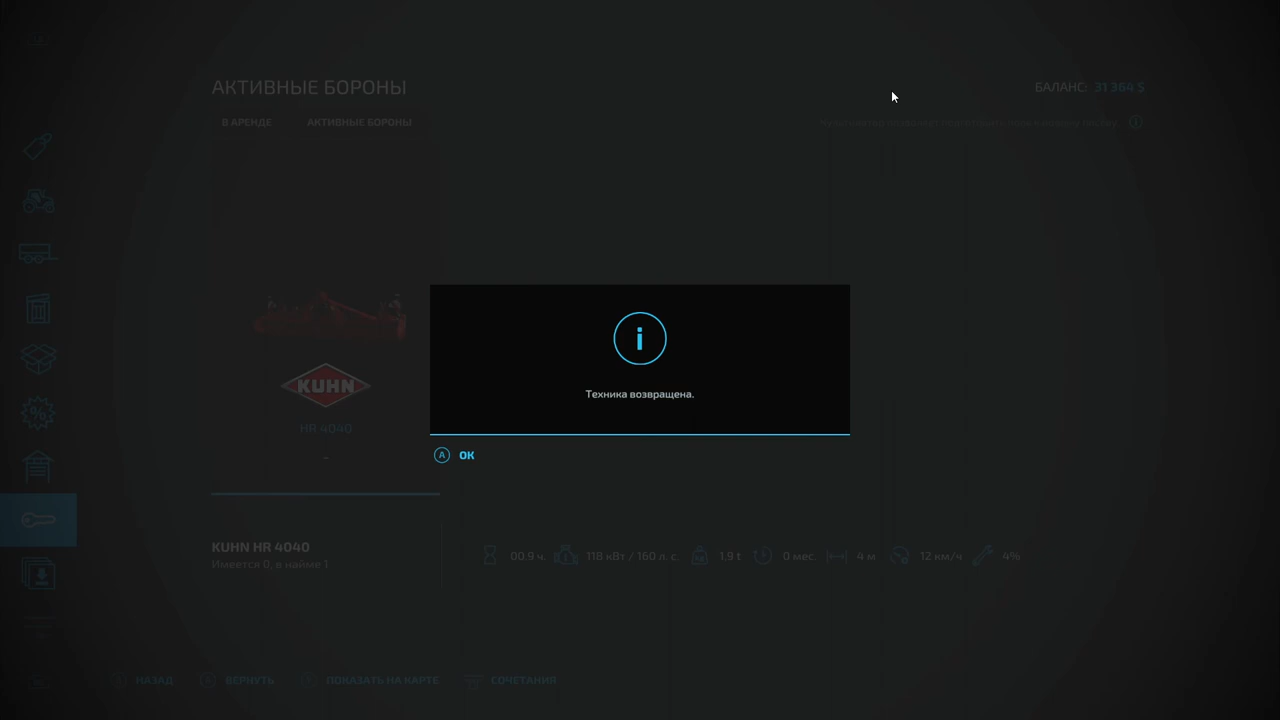 АКТИВНЫЕ БОРОНЫ
БАЛАНС: 31 364 $
В АРЕНДЕ АКТИВНЫЕ БОРОНЫ
Техника возвращена.
A OK
KUHN
HR 4040
-
KUHN HR 4040
Имеется 0, в найме 1
00.9 ч. 118 кВт / 160 л. с. 1,9 t 0 мес. 4 м 12 км/ч 4%
НАЗАД ВЕРНУТЬ ПОКАЗАТЬ НА КАРТЕ СОЧЕТАНИЯ